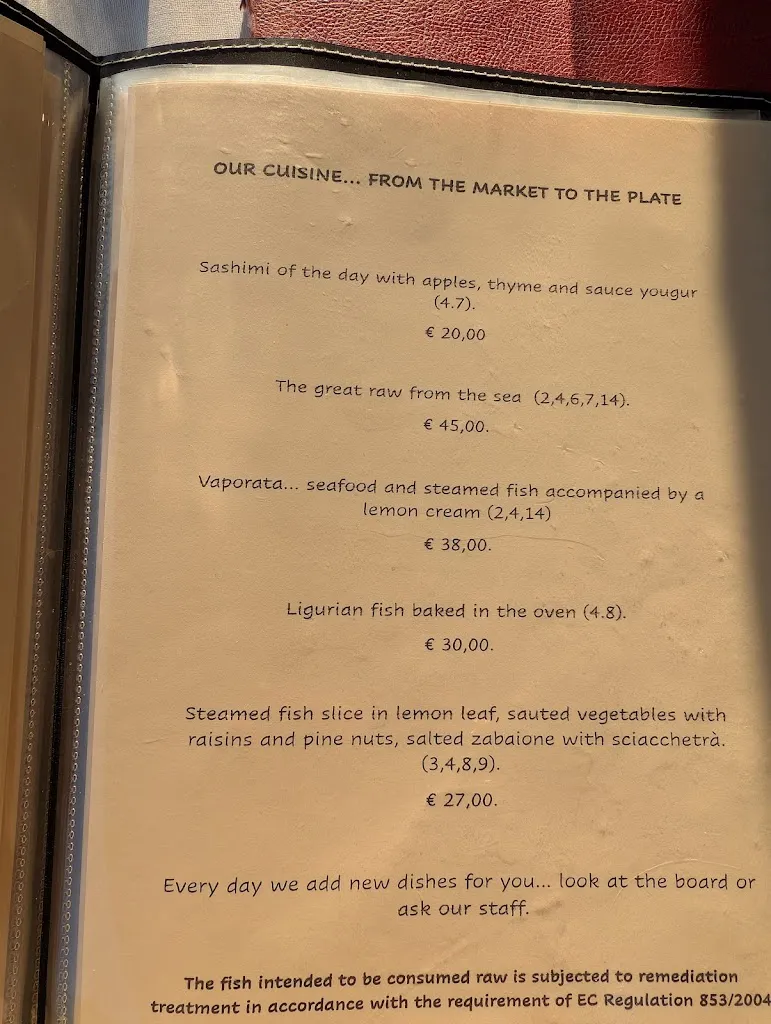 OUR CUISINE... FROM THE MARKET TO THE PLATE
Sashimi of the day with apples, thyme and sauce yougur
(4.7).
€ 20,00
The great raw from the sea (2,4,6,7,14).
€ 45,00.
Vaporata... seafood and steamed fish accompanied by a
lemon cream (2,4,14)
€ 38,00.
Ligurian fish baked in the oven (4.8).
€ 30,00.
Steamed fish slice in lemon leaf, sauted vegetables with
raisins and pine nuts, salted zabaione with sciacchetrà.
(3,4,8,9).
€ 27,00.
Every day we add new dishes for you... look at the board or
ask our staff.
The fish intended to be consumed raw is subjected to remediation
treatment in accordance with the requirement of EC Regulation 853/2004